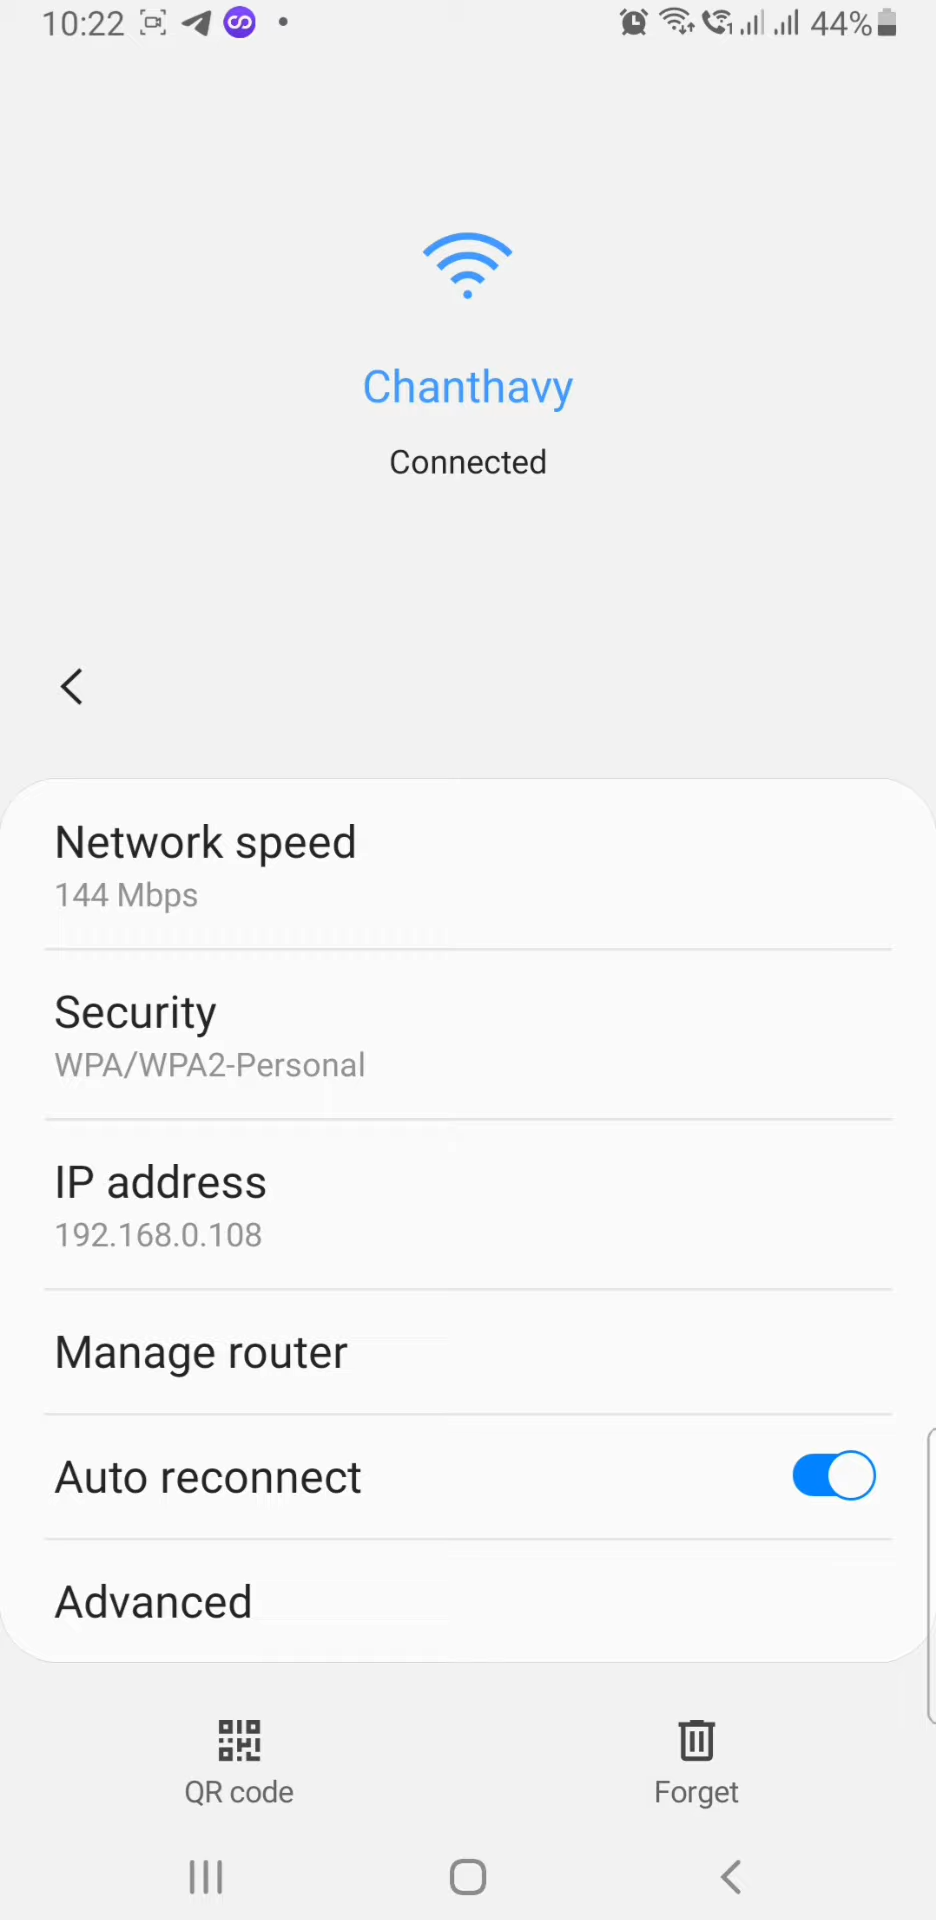 10:22 44%
Chanthavy
Connected
Network speed
144 Mbps
Security
WPA/WPA2-Personal
IP address
192.168.0.108
Manage router
Auto reconnect
Advanced
QR code Forget